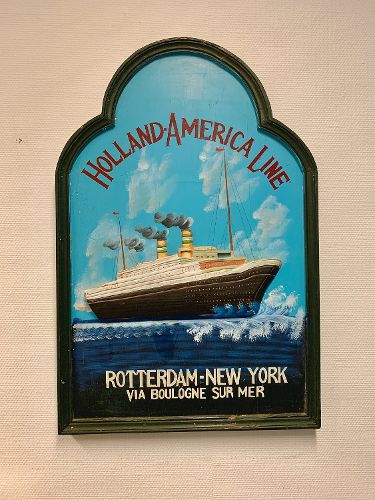 HOLLAND-AMERICA LINE
ROTTERDAM-NEW YORK
VIA BOULOGNE SUR MER